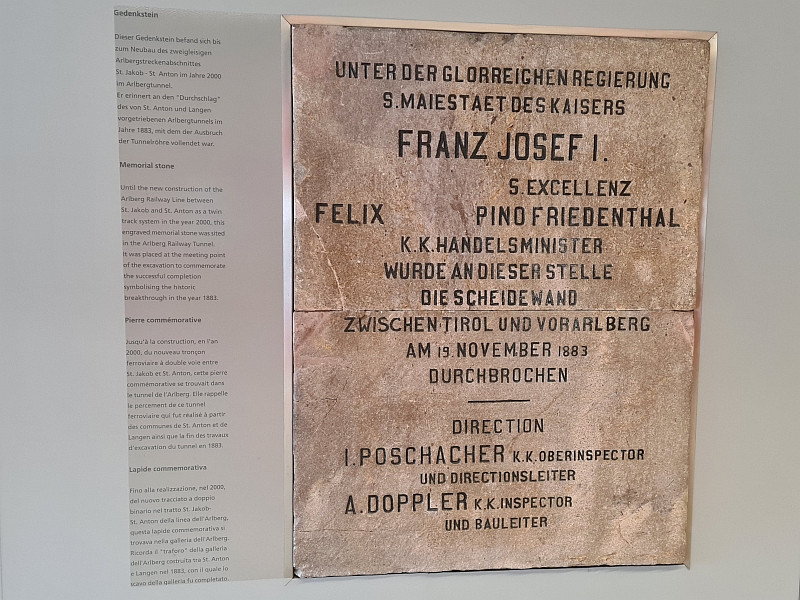 Gedenkstein
Dieser Gedenkstein befand sich bis
zum Neubau des zweigleisigen
Arlbergstreckenabschnittes
St. Jakob - St. Anton im Jahre 2000
im Arlbergtunnel.
Er erinnert an den "Durchschlag"
des von St. Anton und Langen
vorgetriebenen Arlbergtunnels im
Jahre 1883, mit dem der Ausbruch
der Tunnelröhre vollendet war.
Memorial stone
Until the new construction of the
Arlberg Railway Line between
St. Jakob and St. Anton as a twin
track system in the year 2000, this
engraved memorial stone was sited
in the Arlberg Railway Tunnel.
It was placed at the meeting point
of the excavation to commemorate
the successful completion
symbolising the historic
breakthrough in the year 1883.
Pierre commémorative
Jusqu'à la construction, en l'an
2000, du nouveau tronçon
ferroviaire à double voie entre
St. Jakob et St. Anton, cette pierre
commémorative se trouvait dans
le tunnel de l'Arlberg. Elle rappelle
le percement de ce tunnel
ferroviaire qui fut réalisé à partir
des communes de St. Anton et de
Langen ainsi que la fin des travaus
d'excavation du tunnel en 1883.
Lapide commemorativa
Fino alla realizzazione, nel 2000,
del nuovo tracciato a doppio
binario nel tratto St. Jakob-
St. Anton della linea dell'Arlberg,
questa lapide commemorativa si
trovava nella galleria dell'Arlberg.
Ricorda il "traforo" della galleria
dell'Arlberg costruita tra St. Anton
e Langen nel 1883, con il quale lo
scavo della galleria fu completato.
UNTER DER GLORREICHEN REGIERUNG
S.MAIESTAET DES KAISERS
FRANZ JOSEF I.
S.EXCELLENZ
FELIX PINO FRIEDENTHAL
K.K.HANDELSMINISTER
WURDE AN DIESER STELLE
DIE SCHEIDEWAND
ZWISCHEN TIROL UND VORARLBERG
AM 19.NOVEMBER 1883
DURCHBROCHEN
DIRECTION
I.POSCHACHER K.K.OBERINSPECTOR
UND DIRECTIONSLEITER
A.DOPPLER K.K.INSPECTOR
UND BAULEITER